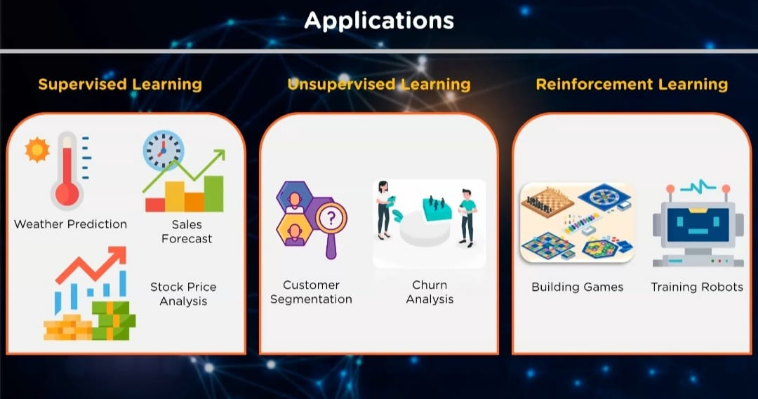 Applications
Supervised Learning
Unsupervised Learning
Reinforcement Learning
Weather Prediction
Sales
Forecast
Stock Price
Analysis
?
Customer
Segmentation
Churn
Analysis
Building Games
Training Robots